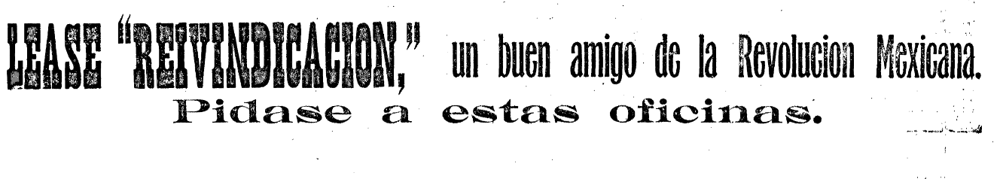 LEASE “REIVINDICACION,” un buen amigo de la Revolucion Mexicana.
Pidase a estas oficinas.